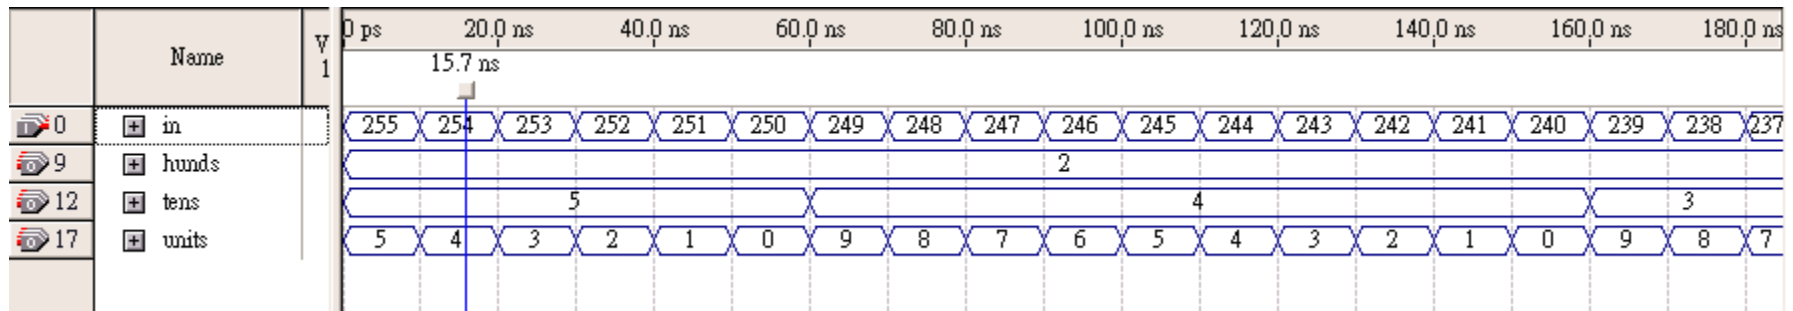 0 ps 20.0 ns 40.0 ns 60.0 ns 80.0 ns 100.0 ns 120.0 ns 140.0 ns 160.0 ns 180.0 ns
Name V
1
15.7 ns
0 in 255 254 253 252 251 250 249 248 247 246 245 244 243 242 241 240 239 238 237
9 hunds 2
12 tens 5 4 3
17 units 5 4 3 2 1 0 9 8 7 6 5 4 3 2 1 0 9 8 7